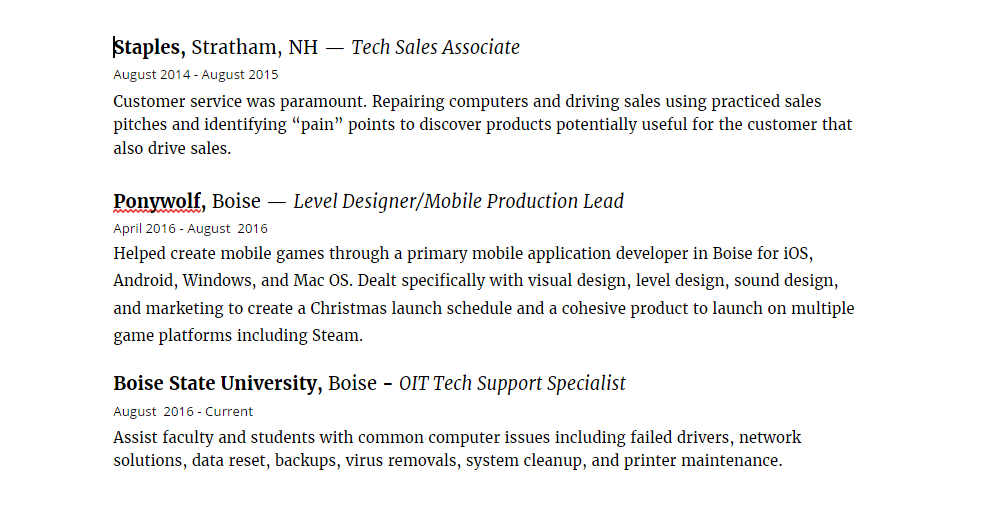 Staples, Stratham, NH — Tech Sales Associate
August 2014 - August 2015
Customer service was paramount. Repairing computers and driving sales using practiced sales
pitches and identifying “pain” points to discover products potentially useful for the customer that
also drive sales.
Ponywolf, Boise — Level Designer/Mobile Production Lead
April 2016 - August  2016
Helped create mobile games through a primary mobile application developer in Boise for iOS,
Android, Windows, and Mac OS. Dealt specifically with visual design, level design, sound design,
and marketing to create a Christmas launch schedule and a cohesive product to launch on multiple
game platforms including Steam.
Boise State University, Boise - OIT Tech Support Specialist
August  2016 - Current
Assist faculty and students with common computer issues including failed drivers, network
solutions, data reset, backups, virus removals, system cleanup, and printer maintenance.